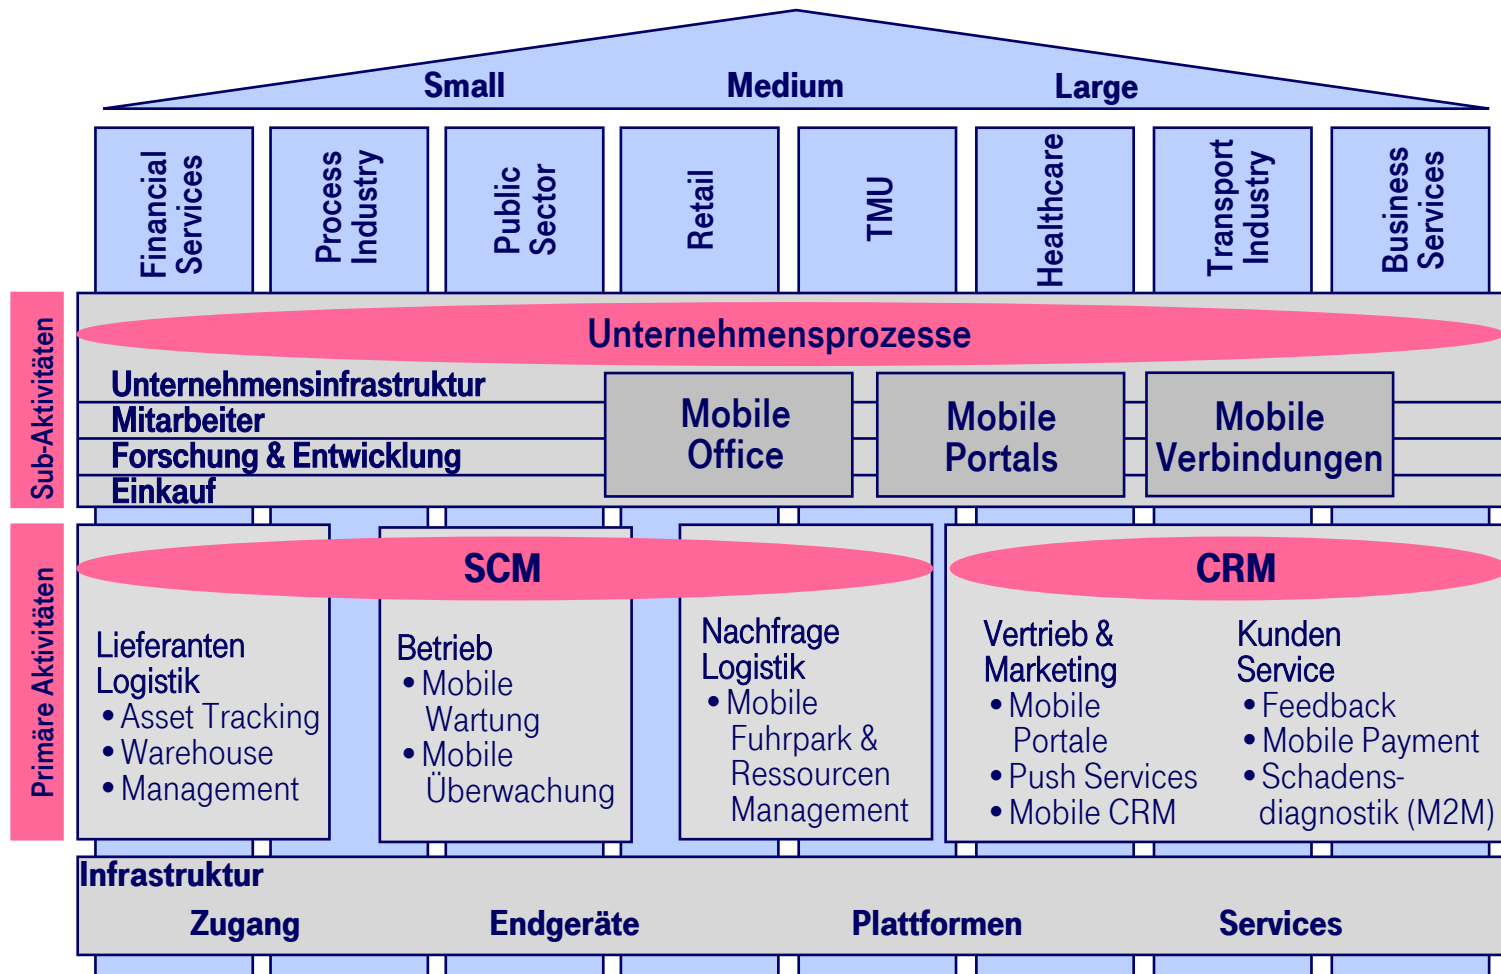 Small Medium Large
Financial
Services
Process
Industry
Public
Sector
Retail
TMU
Healthcare
Transport
Industry
Business
Services
Sub-Aktivitäten
Unternehmensprozesse
Unternehmensinfrastruktur
Mitarbeiter
Forschung & Entwicklung
Einkauf
Mobile
Office
Mobile
Portals
Mobile
Verbindungen
Primäre Aktivitäten
SCM
CRM
Lieferanten
Logistik
• Asset Tracking
• Warehouse
• Management
Betrieb
• Mobile
Wartung
• Mobile
Überwachung
Nachfrage
Logistik
• Mobile
Fuhrpark &
Ressourcen
Management
Vertrieb &
Marketing
• Mobile
Portale
• Push Services
• Mobile CRM
Kunden
Service
• Feedback
• Mobile Payment
• Schadens-
diagnostik (M2M)
Infrastruktur
Zugang Endgeräte Plattformen Services